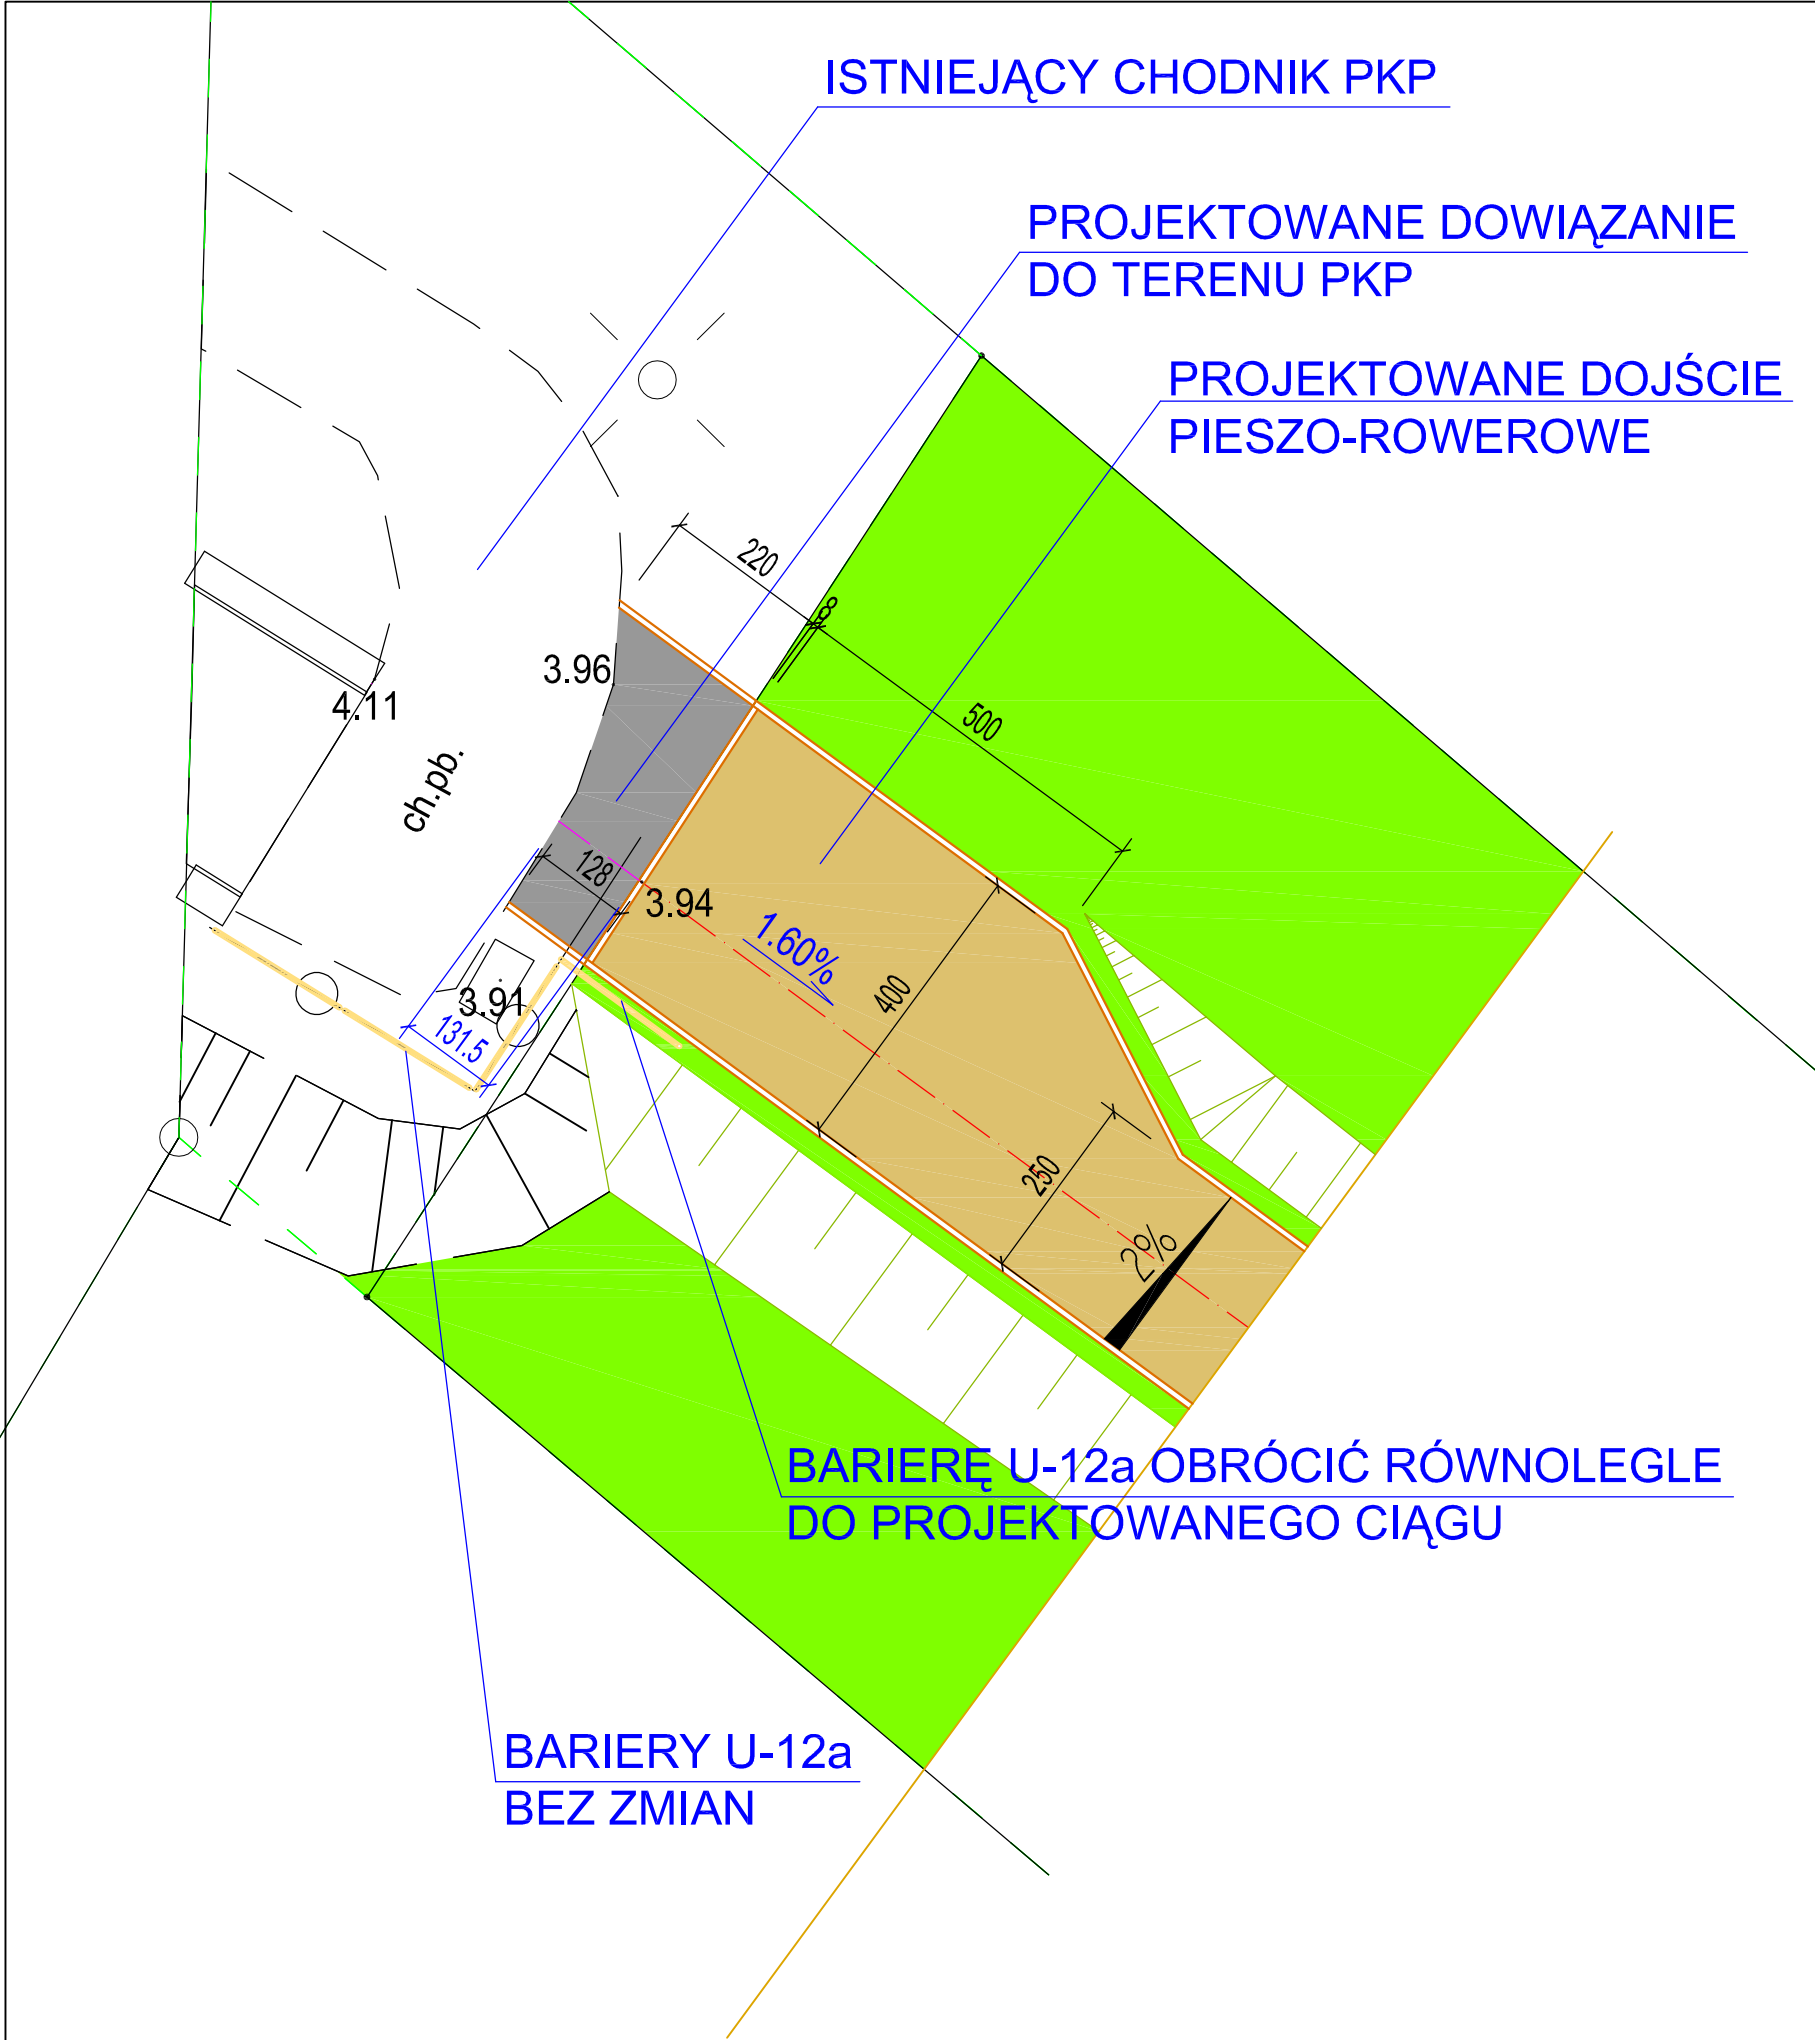 ISTNIEJĄCY CHODNIK PKP
PROJEKTOWANE DOWIĄZANIE
DO TERENU PKP
PROJEKTOWANE DOJŚCIE
PIESZO-ROWEROWE
220
8
3.96
4.11
500
ch.pb.
128
3.94
1.60%
400
3.91
131.5
250
2%
BARIERĘ U-12a OBRÓCIĆ RÓWNOLEGLE
DO PROJEKTOWANEGO CIĄGU
BARIERY U-12a
BEZ ZMIAN